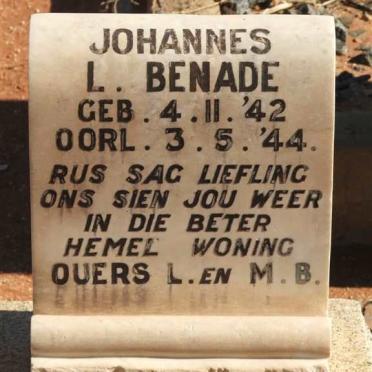 JOHANNES
L. BENADE
GEB. 4.11.'42
OORL. 3.5.'44.
RUS SAG LIEFLING
ONS SIEN JOU WEER
IN DIE BETER
HEMEL WONING
OUERS L. EN M.B.